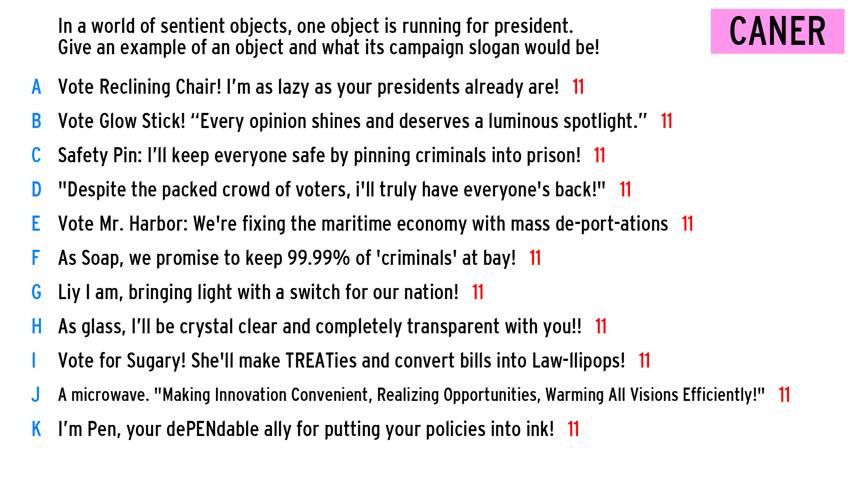 In a world of sentient objects, one object is running for president.
Give an example of an object and what its campaign slogan would be!
CANER
A Vote Reclining Chair! I'm as lazy as your presidents already are! 11
B Vote Glow Stick! “Every opinion shines and deserves a luminous spotlight.” 11
C Safety Pin: I'll keep everyone safe by pinning criminals into prison! 11
D "Despite the packed crowd of voters, i'll truly have everyone's back!" 11
E Vote Mr. Harbor: We're fixing the maritime economy with mass de-port-ations 11
F As Soap, we promise to keep 99.99% of 'criminals' at bay! 11
G Liy I am, bringing light with a switch for our nation! 11
H As glass, I'll be crystal clear and completely transparent with you!! 11
I Vote for Sugary! She'll make TREATies and convert bills into Law-llipops! 11
J A microwave. "Making Innovation Convenient, Realizing Opportunities, Warming All Visions Efficiently!" 11
K I'm Pen, your dePENdable ally for putting your policies into ink! 11